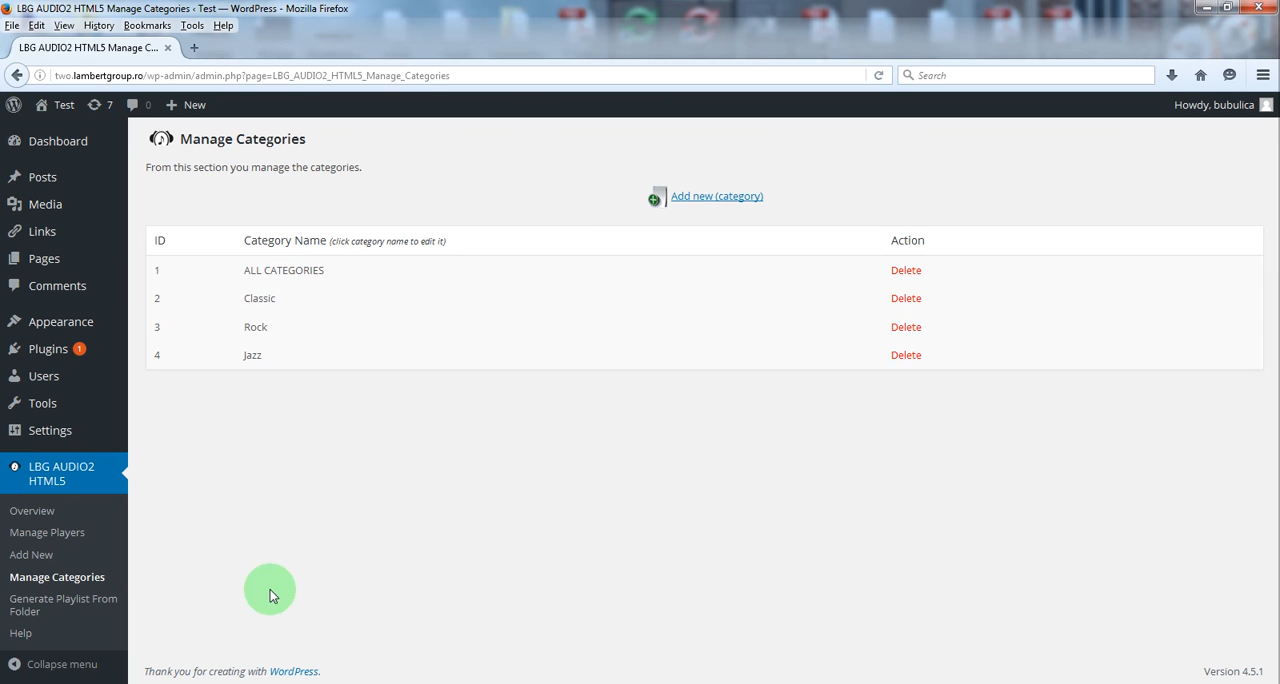 LBG AUDIO2 HTML5 Manage Categories ‹ Test — WordPress - Mozilla Firefox
File Edit View History Bookmarks Tools Help
LBG AUDIO2 HTML5 Manage C... × +
two.lambertgroup.ro/wp-admin/admin.php?page=LBG_AUDIO2_HTML5_Manage_Categories Search
Test 7 0 + New Howdy, bubulica
Dashboard
Posts
Media
Links
Pages
Comments
Appearance
Plugins 1
Users
Tools
Settings
LBG AUDIO2
HTML5
Overview
Manage Players
Add New
Manage Categories
Generate Playlist From
Folder
Help
Collapse menu
Manage Categories
From this section you manage the categories.
Add new (category)
ID Category Name (click category name to edit it) Action
1 ALL CATEGORIES Delete
2 Classic Delete
3 Rock Delete
4 Jazz Delete
Thank you for creating with WordPress. Version 4.5.1